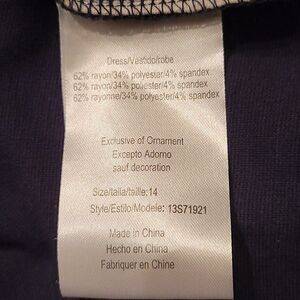 Dress/Vestido/robe
62% rayon/34% polyester/4% spandex
62% rayon/34% poliester/4% spandex
62% rayonne/34% polyester/4% spandex
Exclusive of Ornament
Excepto Adorno
sauf decoration
Size/talla/taille:14
Style/Estilo/Modele: 13S71921
Made in China
Hecho en China
Fabriquer en Chine